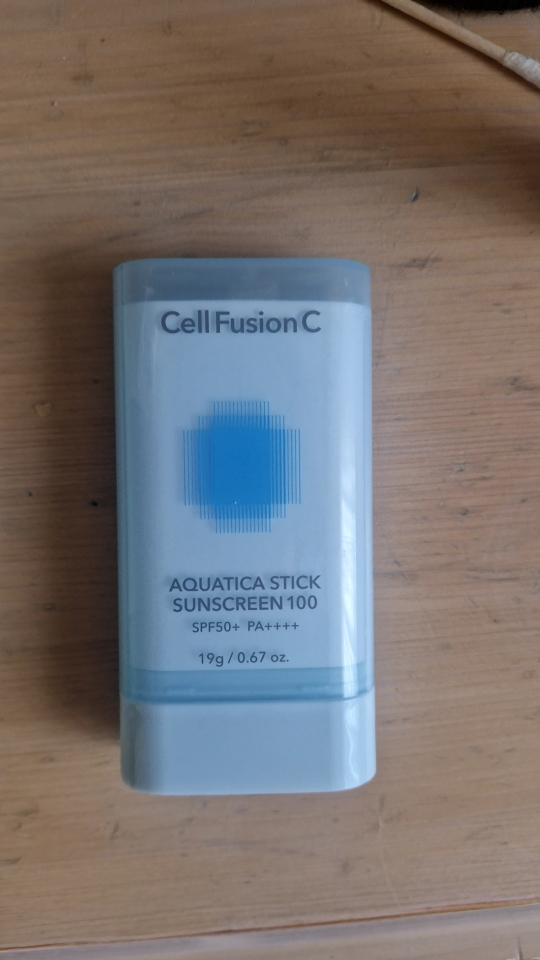 Cell Fusion C
AQUATICA STICK
SUNSCREEN 100
SPF50+ PA++++
19g / 0.67 oz.